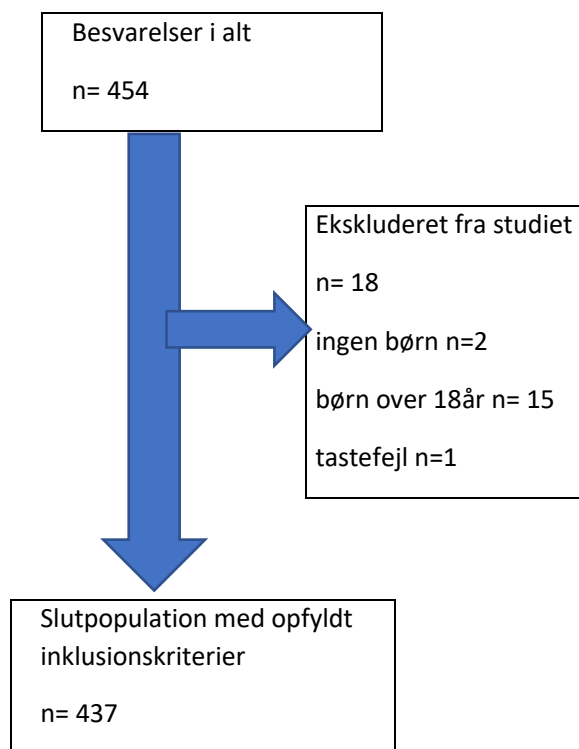 Besvarelser i alt
n= 454
Ekskluderet fra studiet
n= 18
ingen børn n=2
børn over 18år n= 15
tastefejl n=1
Slutpopulation med opfyldt
inklusionskriterier
n= 437